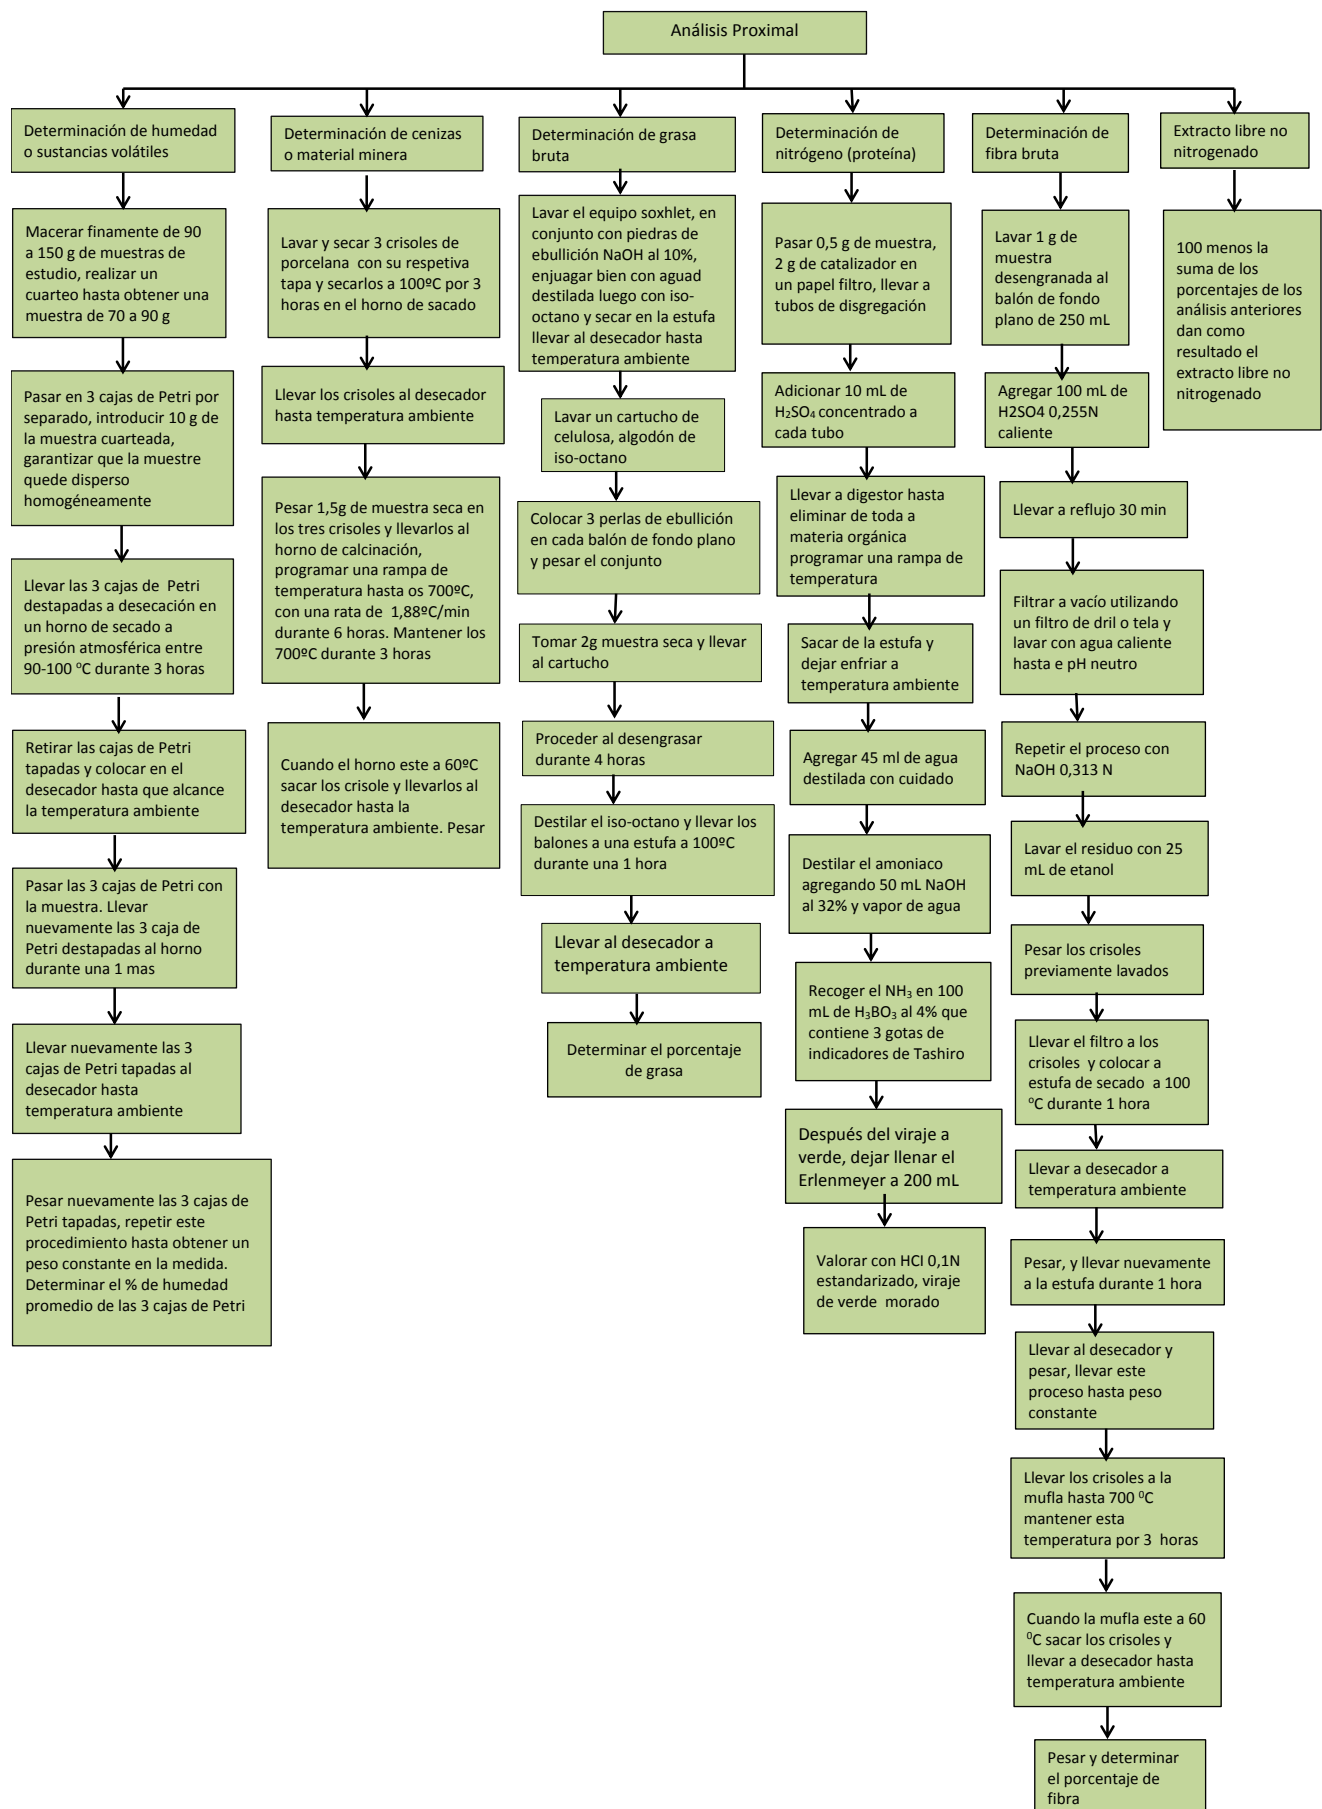 Análisis Proximal
Determinación de humedad
o sustancias volátiles
Macerar finamente de 90
a 150 g de muestras de
estudio, realizar un
cuarteo hasta obtener una
muestra de 70 a 90 g
Pasar en 3 cajas de Petri por
separado, introducir 10 g de
la muestra cuarteada,
garantizar que la muestre
quede disperso
homogéneamente
Llevar las 3 cajas de Petri
destapadas a desecación en
un horno de secado a
presión atmosférica entre
90-100 ºC durante 3 horas
Retirar las cajas de Petri
tapadas y colocar en el
desecador hasta que alcance
la temperatura ambiente
Pasar las 3 cajas de Petri con
la muestra. Llevar
nuevamente las 3 caja de
Petri destapadas al horno
durante una 1 mas
Llevar nuevamente las 3
cajas de Petri tapadas al
desecador hasta
temperatura ambiente
Pesar nuevamente las 3 cajas de
Petri tapadas, repetir este
procedimiento hasta obtener un
peso constante en la medida.
Determinar el % de humedad
promedio de las 3 cajas de Petri
Determinación de cenizas
o material minera
Lavar y secar 3 crisoles de
porcelana con su respetiva
tapa y secarlos a 100ºC por 3
horas en el horno de sacado
Llevar los crisoles al desecador
hasta temperatura ambiente
Pesar 1,5g de muestra seca en
los tres crisoles y llevarlos al
horno de calcinación,
programar una rampa de
temperatura hasta os 700ºC,
con una rata de 1,88ºC/min
durante 6 horas. Mantener los
700ºC durante 3 horas
Cuando el horno este a 60ºC
sacar los crisole y llevarlos al
desecador hasta la
temperatura ambiente. Pesar
Determinación de grasa
bruta
Lavar el equipo soxhlet, en
conjunto con piedras de
ebullición NaOH al 10%,
enjuagar bien con aguad
destilada luego con iso-
octano y secar en la estufa
llevar al desecador hasta
temperatura ambiente
Lavar un cartucho de
celulosa, algodón de
iso-octano
Colocar 3 perlas de ebullición
en cada balón de fondo plano
y pesar el conjunto
Tomar 2g muestra seca y llevar
al cartucho
Proceder al desengrasar
durante 4 horas
Destilar el iso-octano y llevar los
balones a una estufa a 100ºC
durante una 1 hora
Llevar al desecador a
temperatura ambiente
Determinar el porcentaje
de grasa
Determinación de
nitrógeno (proteína)
Pasar 0,5 g de muestra,
2 g de catalizador en
un papel filtro, llevar a
tubos de disgregación
Adicionar 10 mL de
H₂SO₄ concentrado a
cada tubo
Llevar a digestor hasta
eliminar de toda a
materia orgánica
programar una rampa de
temperatura
Sacar de la estufa y
dejar enfriar a
temperatura ambiente
Agregar 45 ml de agua
destilada con cuidado
Destilar el amoniaco
agregando 50 mL NaOH
al 32% y vapor de agua
Recoger el NH₃ en 100
mL de H₃BO₃ al 4% que
contiene 3 gotas de
indicadores de Tashiro
Después del viraje a
verde, dejar llenar el
Erlenmeyer a 200 mL
Valorar con HCl 0,1N
estandarizado, viraje
de verde morado
Determinación de
fibra bruta
Lavar 1 g de
muestra
desengranada al
balón de fondo
plano de 250 mL
Agregar 100 mL de
H2SO4 0,255N
caliente
Llevar a reflujo 30 min
Filtrar a vacío utilizando
un filtro de dril o tela y
lavar con agua caliente
hasta e pH neutro
Repetir el proceso con
NaOH 0,313 N
Lavar el residuo con 25
mL de etanol
Pesar los crisoles
previamente lavados
Llevar el filtro a los
crisoles y colocar a
estufa de secado a 100
ºC durante 1 hora
Llevar a desecador a
temperatura ambiente
Pesar, y llevar nuevamente
a la estufa durante 1 hora
Llevar al desecador y
pesar, llevar este
proceso hasta peso
constante
Llevar los crisoles a la
mufla hasta 700 ⁰C
mantener esta
temperatura por 3 horas
Cuando la mufla este a 60
⁰C sacar los crisoles y
llevar a desecador hasta
temperatura ambiente
Pesar y determinar
el porcentaje de
fibra
Extracto libre no
nitrogenado
100 menos la
suma de los
porcentajes de los
análisis anteriores
dan como
resultado el
extracto libre no
nitrogenado